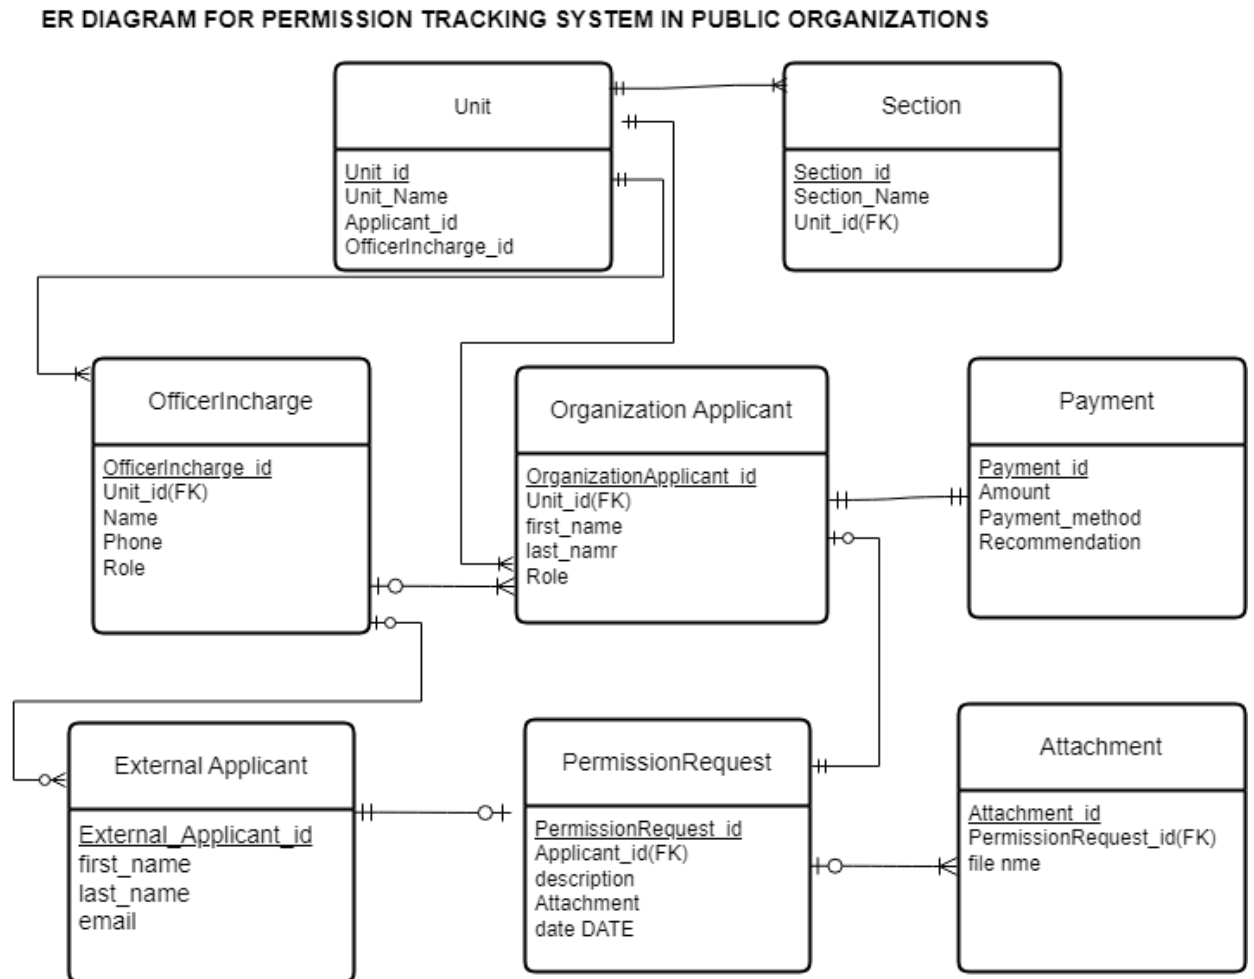 ER DIAGRAM FOR PERMISSION TRACKING SYSTEM IN PUBLIC ORGANIZATIONS
Unit
Unit_id
Unit_Name
Applicant_id
OfficerIncharge_id
Section
Section_id
Section_Name
Unit_id(FK)
OfficerIncharge
OfficerIncharge_id
Unit_id(FK)
Name
Phone
Role
Organization Applicant
OrganizationApplicant_id
Unit_id(FK)
first_name
last_namr
Role
Payment
Payment_id
Amount
Payment_method
Recommendation
External Applicant
External_Applicant_id
first_name
last_name
email
PermissionRequest
PermissionRequest_id
Applicant_id(FK)
description
Attachment
date DATE
Attachment
Attachment_id
PermissionRequest_id(FK)
file nme